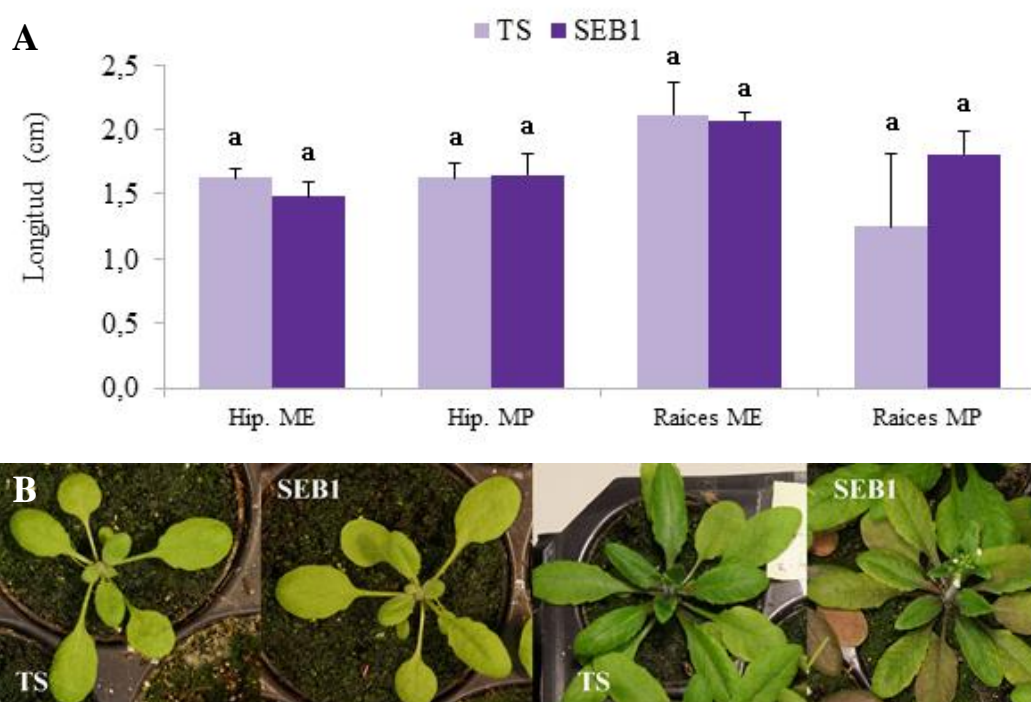 A
TS SEB1
Longitud (cm)
2,5
2,0
1,5
1,0
0,5
0,0
a a a a a a a a
Hip. ME Hip. MP Raices ME Raices MP
B
SEB1 SEB1
TS TS